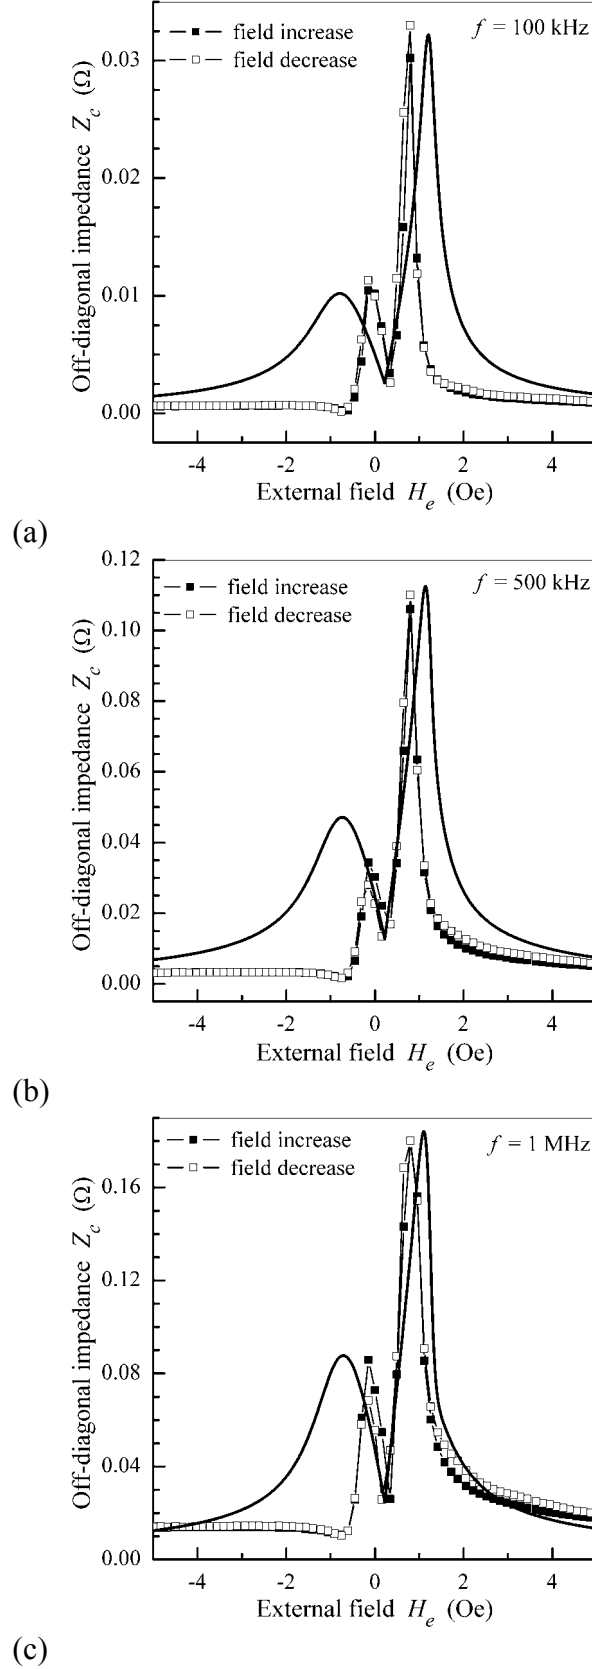 field increase
field decrease
f = 100 kHz
Off-diagonal impedance Z_c (Ω)
0.03
0.02
0.01
0.00
-4 -2 0 2 4
External field H_e (Oe)
(a)
field increase
field decrease
f = 500 kHz
Off-diagonal impedance Z_c (Ω)
0.12
0.10
0.08
0.06
0.04
0.02
0.00
-4 -2 0 2 4
External field H_e (Oe)
(b)
field increase
field decrease
f = 1 MHz
Off-diagonal impedance Z_c (Ω)
0.16
0.12
0.08
0.04
0.00
-4 -2 0 2 4
External field H_e (Oe)
(c)